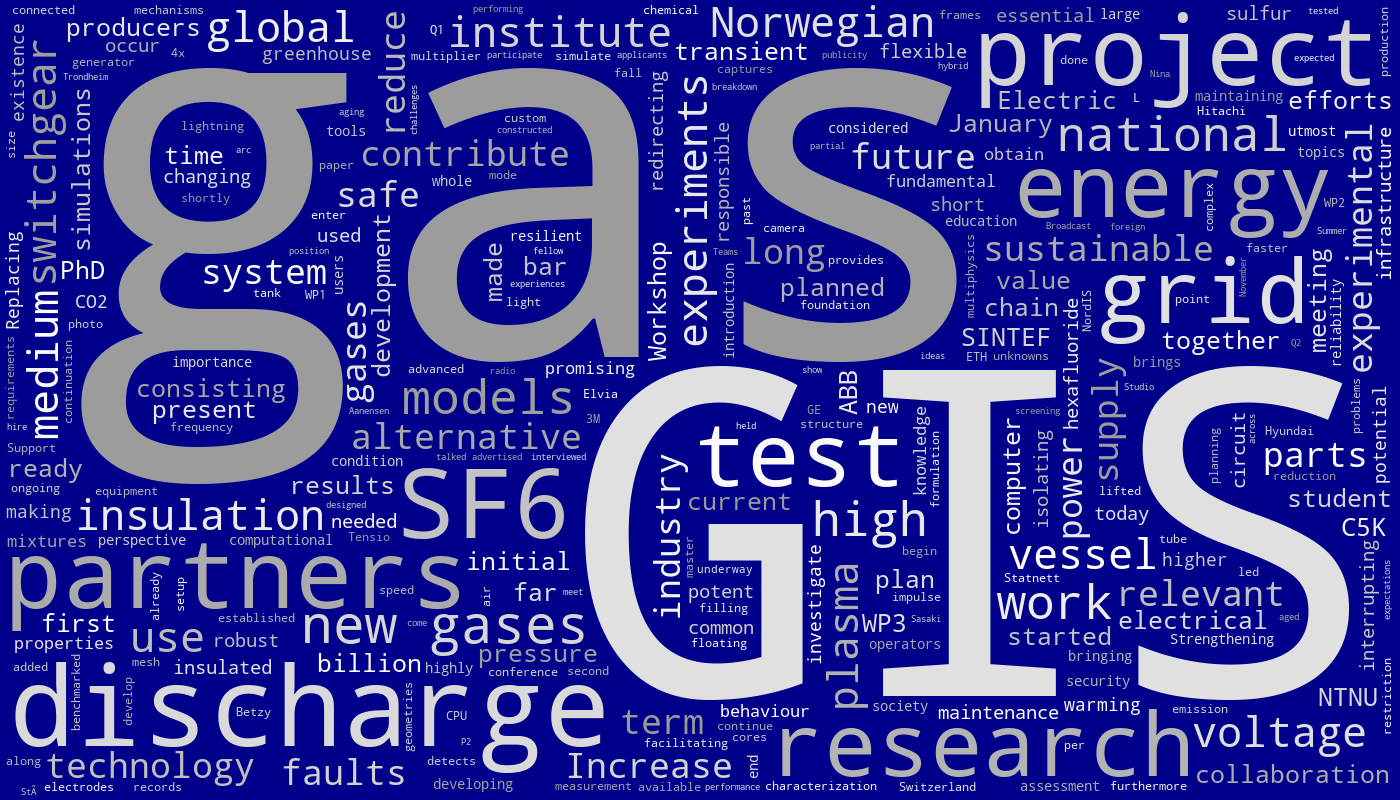 connected
mechanisms
producers
global
occur
4x
greenhouse
generator
Trondheim
existence
size
switchgear
simulations
reduce
challenges
Q1
institute
performing
chemical
multiplier
participate
simulate
applicants
fall
Norwegian
transient
captures
breakdown
publicity
flexible
frames
hybrid
essential
large
sulfur
tested
project
done
Nina
expected
production
Electric
L
maintaining
Hitachi
efforts
gas
lightning
arc
time
changing
shortly
tools
aging
paper
contribute
custom
constructed
whole
mode
safe
enter
used
position
system
tank
WP1
users
development
made
resilient
fellow
bar
experiences
light
redirecting
Workshop
experiments
responsible
past
Teams
introduction
considered
partial
future
fundamental
camera
long
provides
planned
foundation
January
obtain
short
education
national
utmost
topics
energy
complex
WP2
Broadcast
foreign
Summer
experimental
infrastructure
sustainable
faster
multiphysics
value
chain
grid
point
November
meeting
reliability
NordIS
hexafluoride
SINTEF
ETH
unknowns
ideas
together
Q2
brings
Replacing
PhD
CO2
photo
medium
requirements
continuation
hire
importance
consisting
present
frequency
gases
Aanensen
advanced
radio
promising
models
Elvia
3M
alternative
talked
advertised
interviewed
condition
Support
ready
ongoing
equipment
results
designed
making
insulation
needed
SF6
mixtures
perspective
computational
Tensio
GIS
show
held
GE
structure
ABB
new
test
current
industry
knowledge
formulation
high
screening
computer
isolating
power
supply
Studio
lifted
today
circuit
across
planning
Hyundai
problems
potential
parts
reduction
student
C5K
partners
initial
speed
already
setup
established
air
far
meet
first
properties
use
robust
new
come
gases
mesh
added
insulated
billion
highly
pressure
conference
second
master
underway
potent
filling
common
floating
investigate
begin
plan
impulse
plasma
WP3
Sasaki
operators
vessel
tube
higher
led
Statnett
work
relevant
electrical
aged
started
Strengthening
bringing
interrupting
expectations
discharge
benchmarked
develop
Betzy
geometries
CPU
P2
detects
term
facilitating
behaviour
continue
cores
society
security
maintenance
warming
emission
NTNU
restriction
along
technology
faults
developing
Increase
end
research
per
voltage
electrodes
records
measurement
available
performance
characterization
Switzerland
assessment
furthermore
collaboration
StÃ